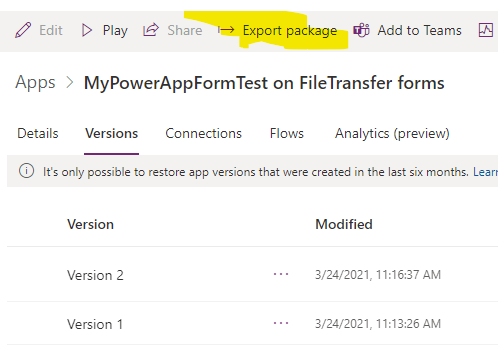 Edit Play Share Export package Add to Teams
Apps > MyPowerAppFormTest on FileTransfer forms
Details Versions Connections Flows Analytics (preview)
It's only possible to restore app versions that were created in the last six months. Lear
Version Modified
Version 2 ... 3/24/2021, 11:16:37 AM
Version 1 ... 3/24/2021, 11:13:26 AM